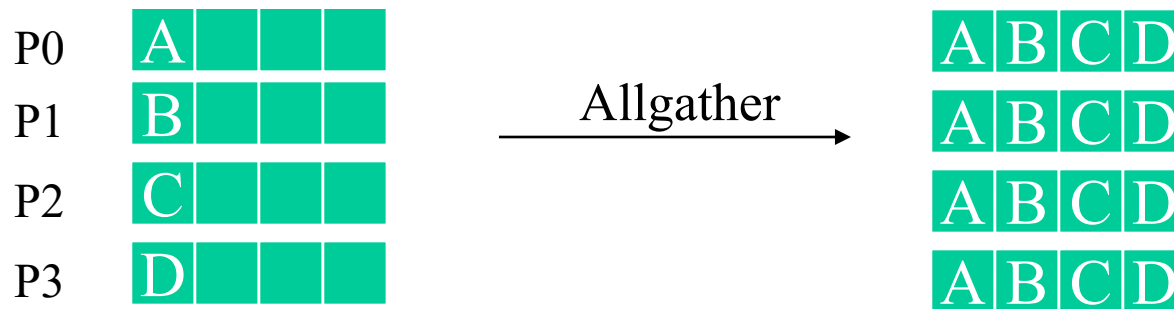 P0 A A B C D
P1 B Allgather A B C D
P2 C A B C D
P3 D A B C D